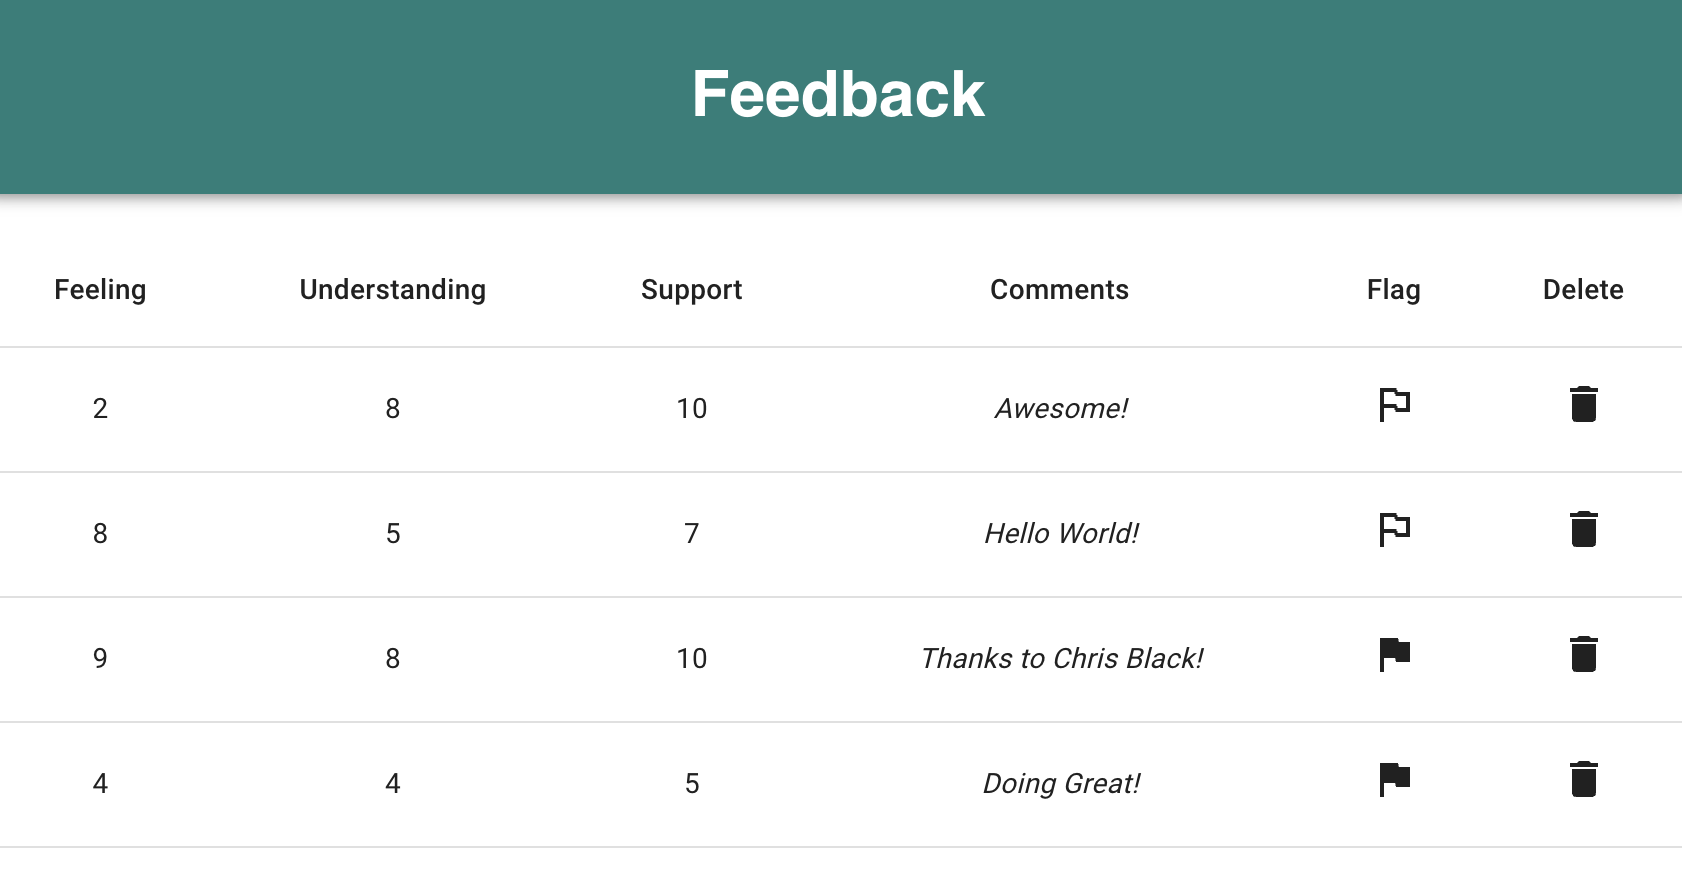 Feedback
Feeling Understanding Support Comments Flag Delete
2 8 10 Awesome!
8 5 7 Hello World!
9 8 10 Thanks to Chris Black!
4 4 5 Doing Great!